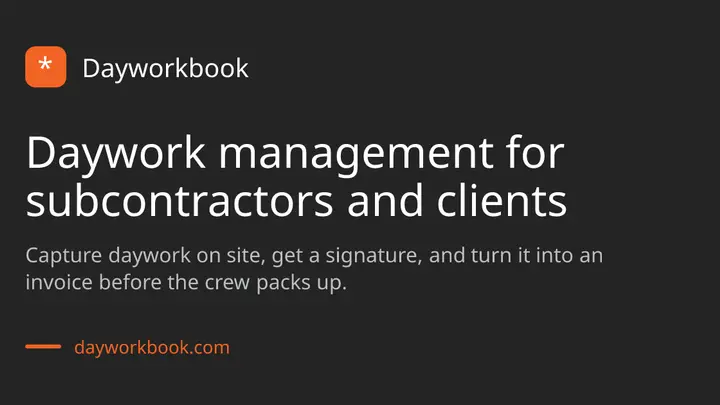 *
Dayworkbook
Daywork management for
subcontractors and clients
Capture daywork on site, get a signature, and turn it into an
invoice before the crew packs up.
dayworkbook.com